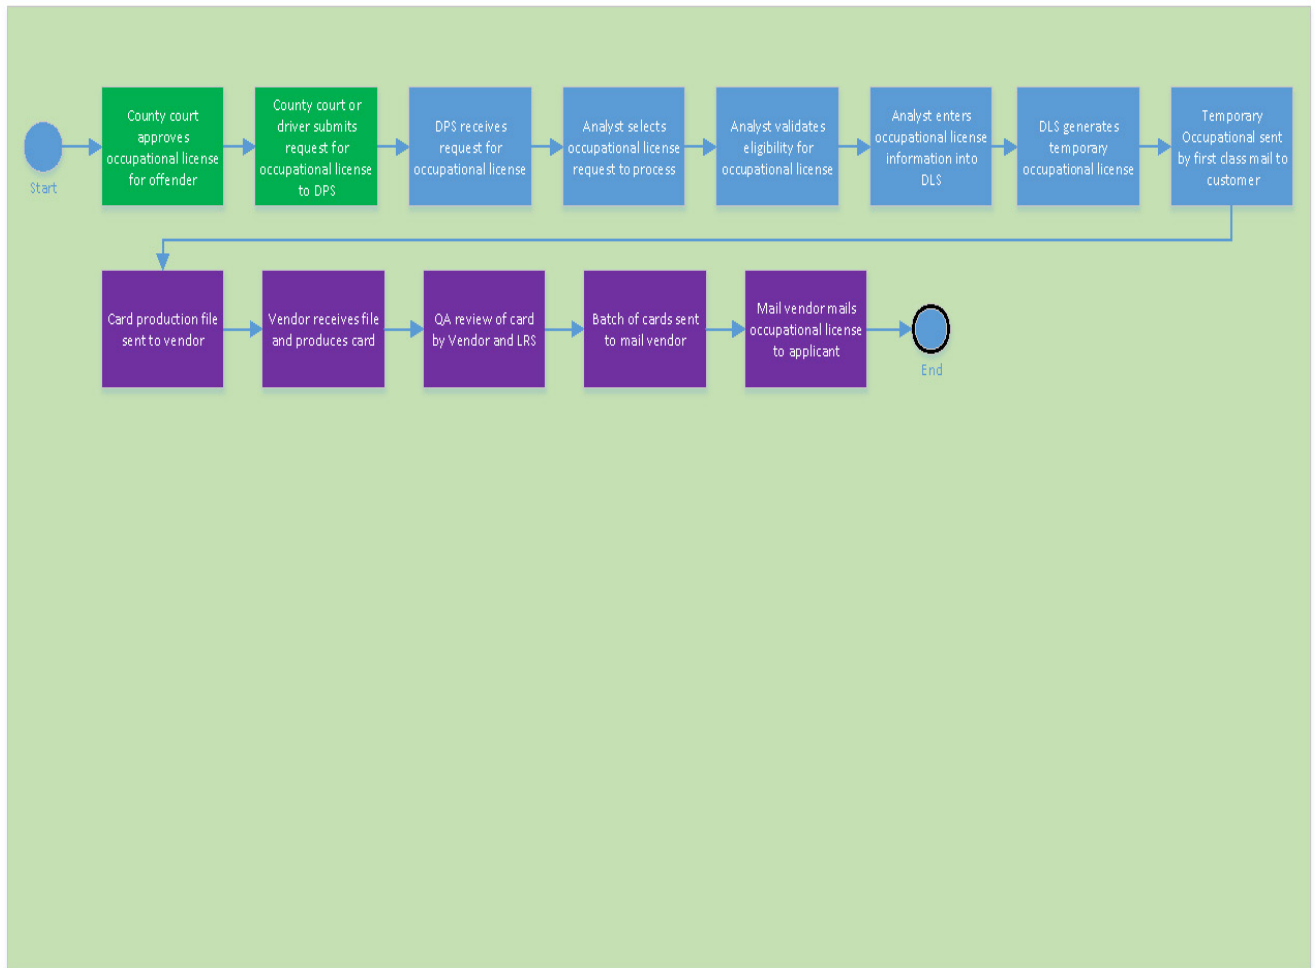 Start
County court
approves
occupational license
for offender
County court or
driver submits
request for
occupational license
to DPS
DPS receives
request for
occupational license
Analyst selects
occupational license
request to process
Analyst validates
eligibility for
occupational license
Analyst enters
occupational license
information into
DLS
DLS generates
temporary
occupational license
Temporary
Occupational sent
by first class mail to
customer
Card production file
sent to vendor
Vendor receives file
and produces card
QA review of card
by Vendor and LRS
Batch of cards sent
to mail vendor
Mail vendor mails
occupational license
to applicant
End